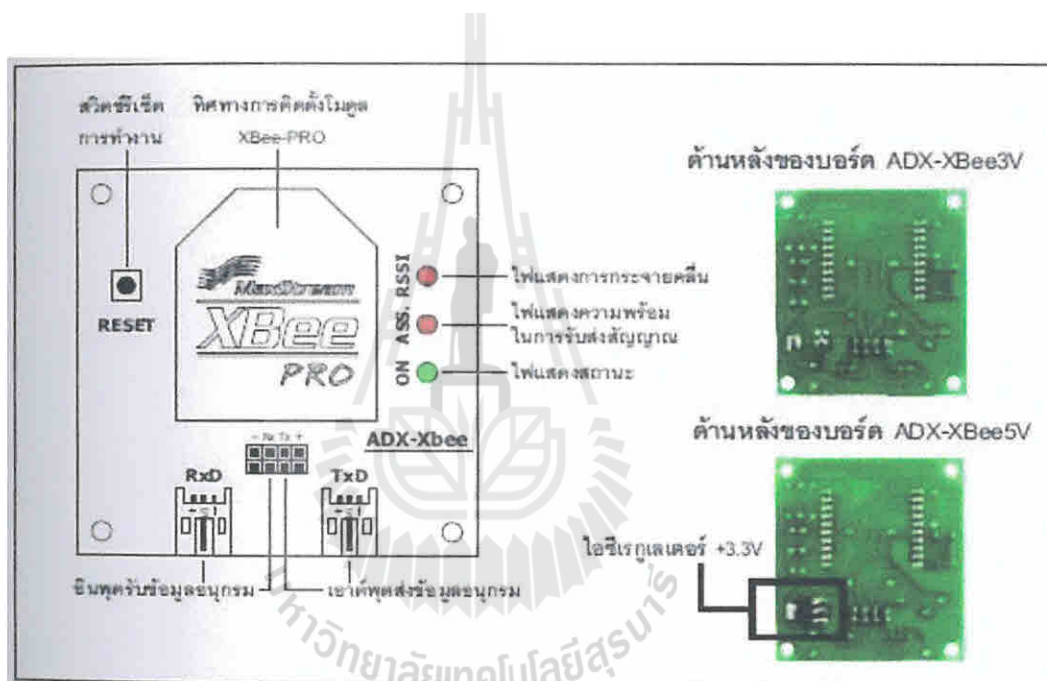 สวิตช์รีเซ็ต
การทำงาน
ทิศทางการติดตั้งโมดูล
XBee-PRO
RESET
MaxStream
XBee
PRO
RSSI
ASS.
ON
ไฟแสดงการกระจายคลื่น
ไฟแสดงความพร้อม
ในการรับส่งสัญญาณ
ไฟแสดงสถานะ
- Rx Tx +
ADX-Xbee
RxD
TxD
+ S -
+ S -
อินพุตรับข้อมูลอนุกรม
เอาต์พุตส่งข้อมูลอนุกรม
ด้านหลังของบอร์ด ADX-XBee3V
ด้านหลังของบอร์ด ADX-XBee5V
ไอซีเรกูเลเตอร์ +3.3V
มหาวิทยาลัยเทคโนโลยีสุรนารี